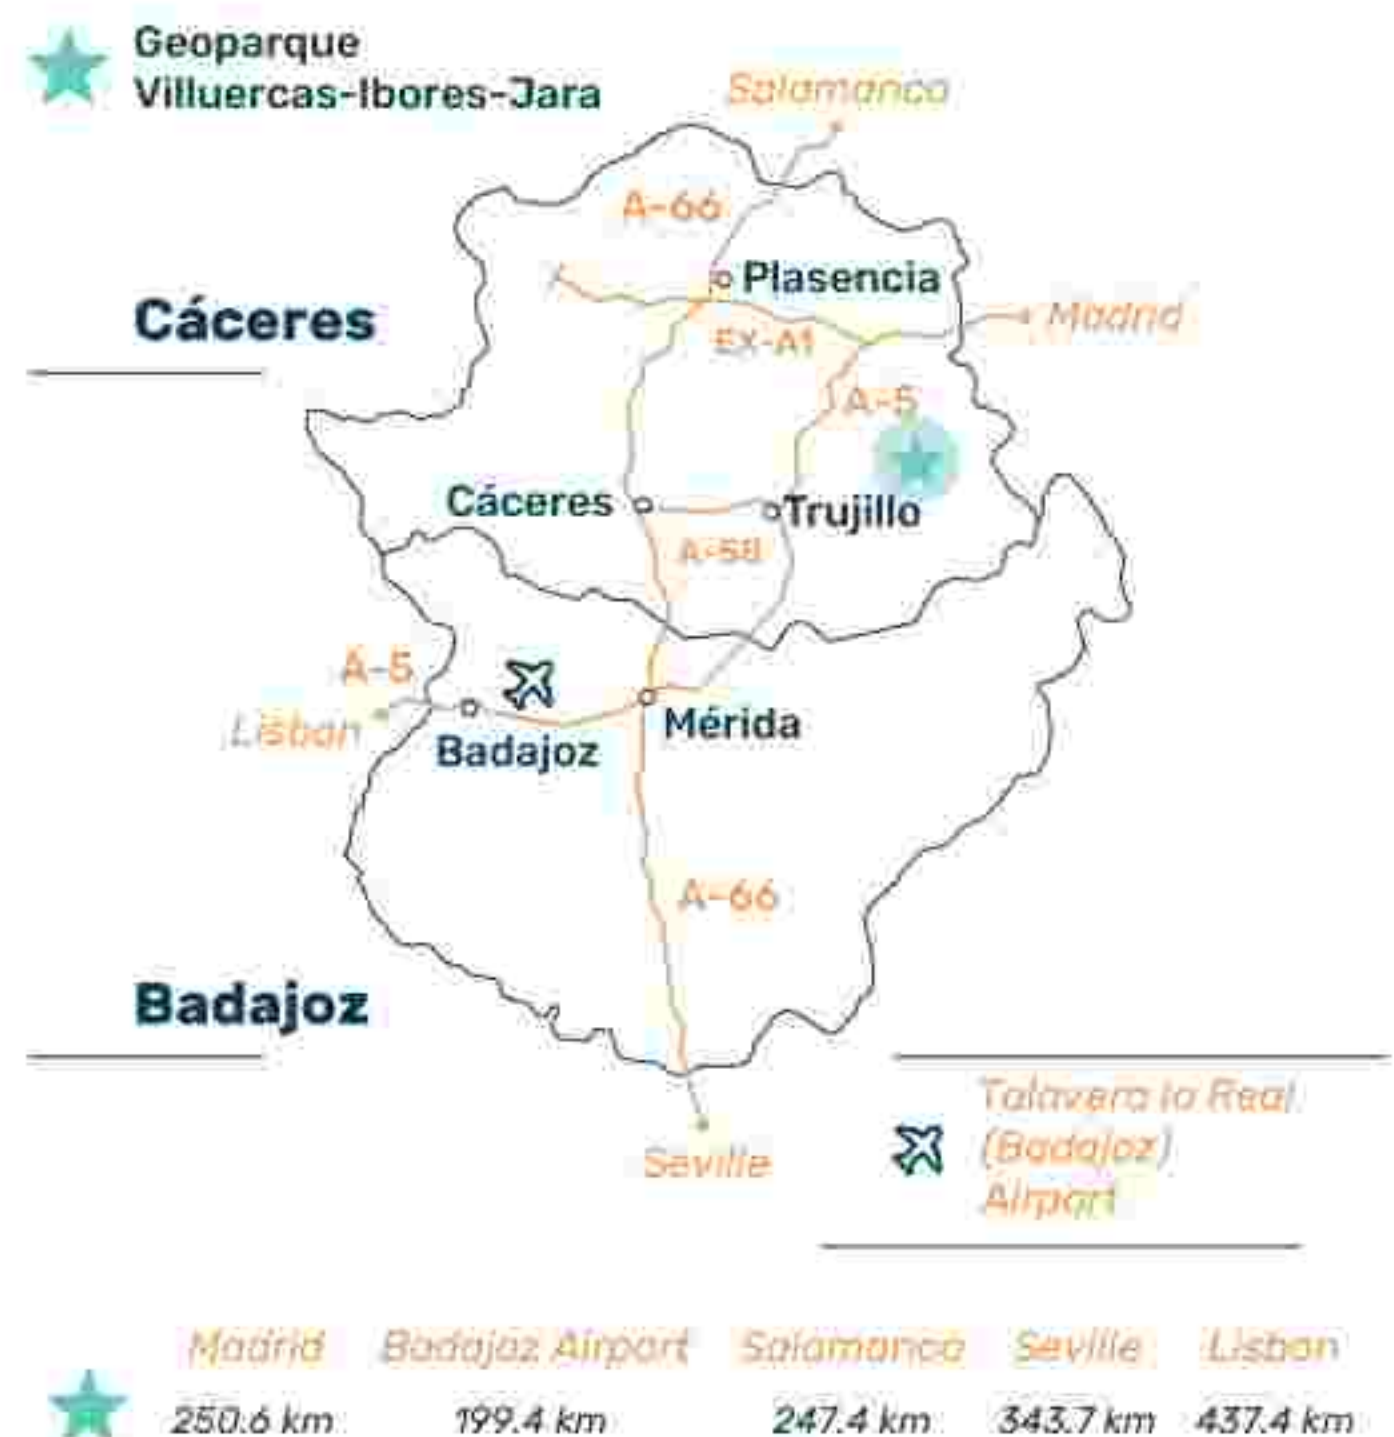 Geoparque
Villuercas-Ibores-Jara
Salamanca
A-66
Plasencia
Cáceres
Madrid
EX-A1
A-5
Cáceres
Trujillo
A-58
A-5
Lisbon
Mérida
Badajoz
A-66
Badajoz
Talavera la Real
(Badajoz)
Airport
Seville
Madrid Badajoz Airport Salamanca Seville Lisbon
250.6 km 199.4 km 247.4 km 343.7 km 437.4 km